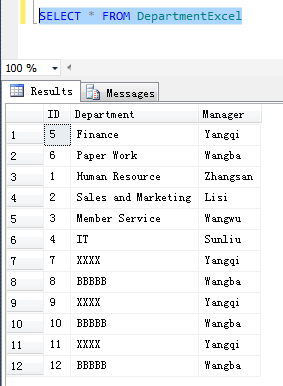 SELECT * FROM DepartmentExcel
100 %
Results Messages
ID Department Manager
1 5 Finance Yangqi
2 6 Paper Work Wangba
3 1 Human Resource Zhangsan
4 2 Sales and Marketing Lisi
5 3 Member Service Wangwu
6 4 IT Sunliu
7 7 XXXX Yangqi
8 8 BBBBB Wangba
9 9 XXXX Yangqi
10 10 BBBBB Wangba
11 11 XXXX Yangqi
12 12 BBBBB Wangba